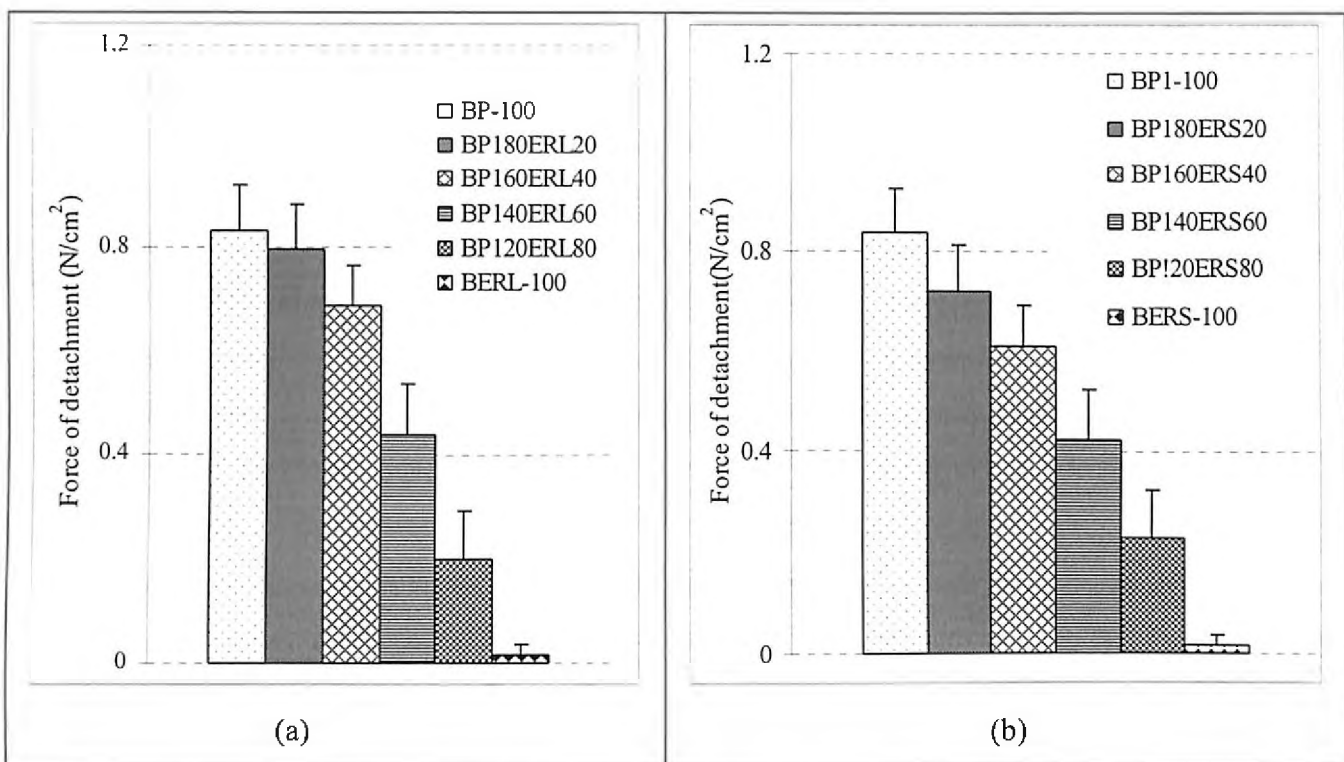 1.2
BP-100
BP180ERL20
BP160ERL40
BP140ERL60
BP120ERL80
BERL-100
0.8
0.4
0
Force of detachment (N/cm²)
(a)
1.2
BP1-100
BP180ERS20
BP160ERS40
BP140ERS60
BP!20ERS80
BERS-100
0.8
0.4
0
Force of detachment(N/cm²)
(b)